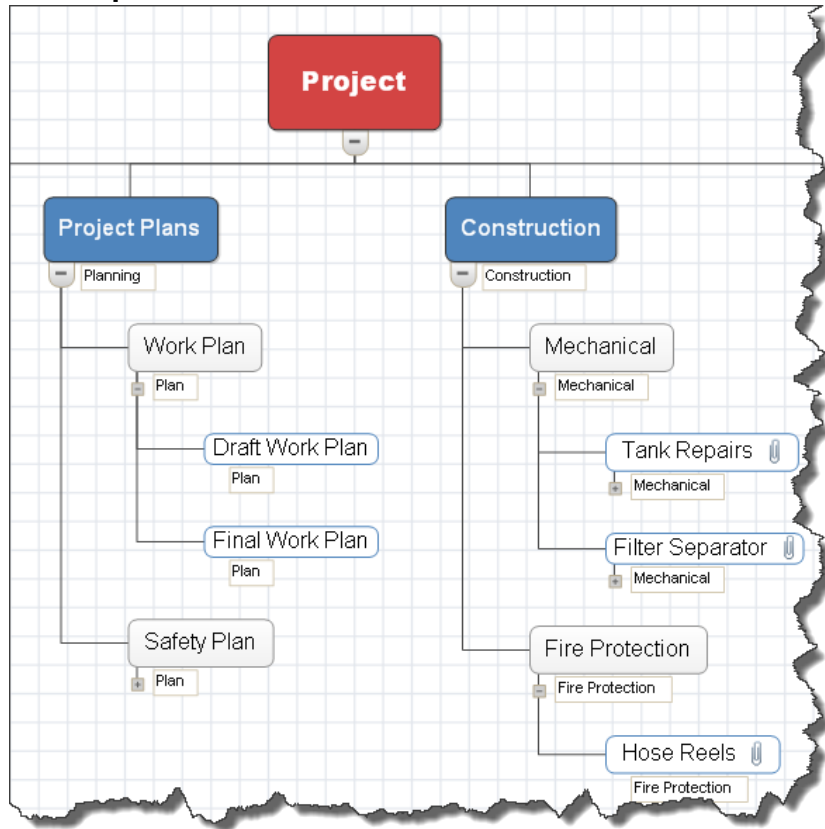 Project
Project Plans
Planning
Work Plan
Plan
Draft Work Plan
Plan
Final Work Plan
Plan
Safety Plan
Plan
Construction
Construction
Mechanical
Mechanical
Tank Repairs
Mechanical
Filter Separator
Mechanical
Fire Protection
Fire Protection
Hose Reels
Fire Protection